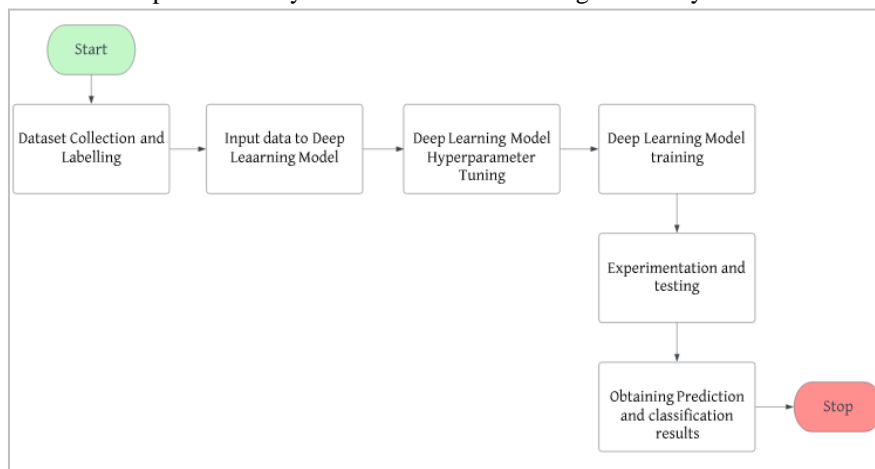 Start
Dataset Collection and
Labelling
Input data to Deep
Leaarning Model
Deep Learning Model
Hyperparameter
Tuning
Deep Learning Model
training
Experimentation and
testing
Obtaining Prediction
and classification
results
Stop